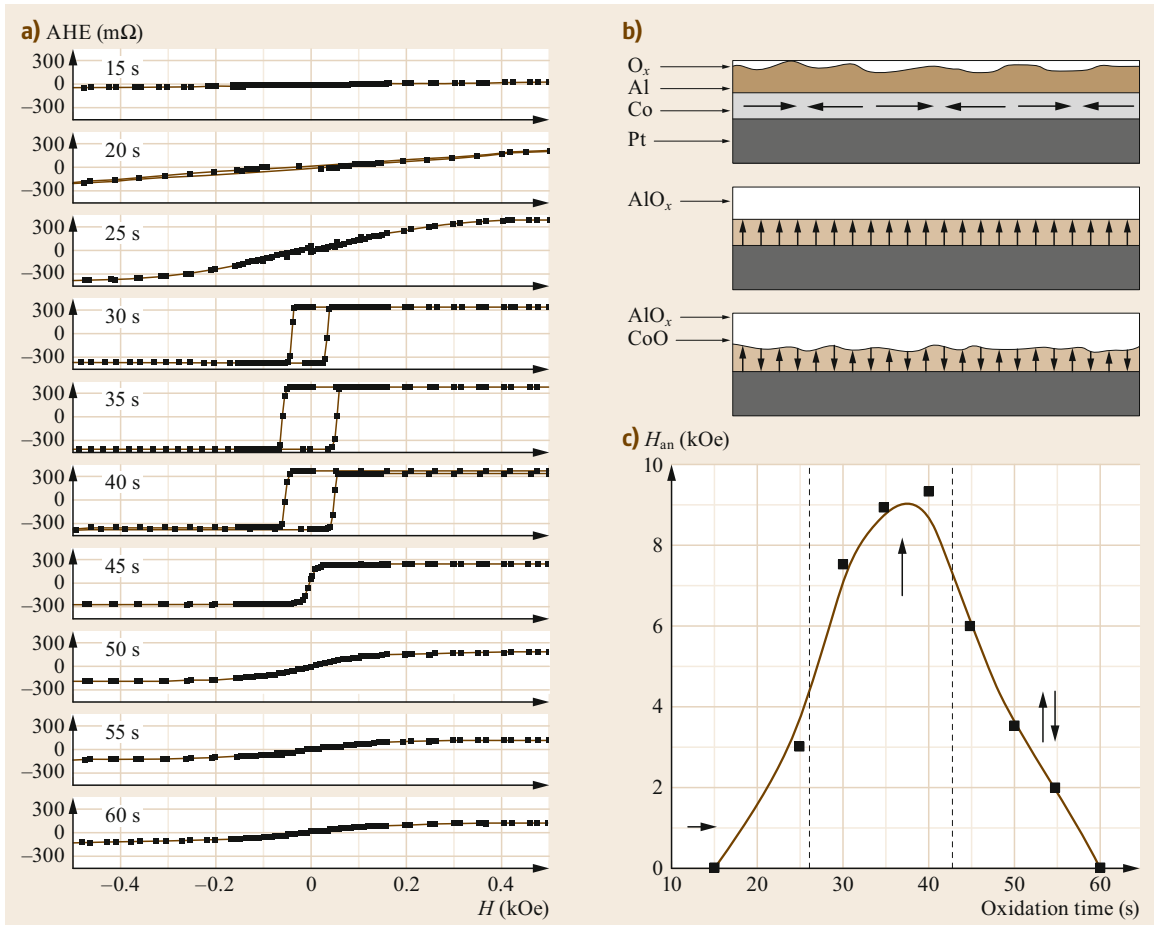 a) AHE (mΩ)
300
0
–300
15 s
300
0
–300
20 s
300
0
–300
25 s
300
0
–300
30 s
300
0
–300
35 s
300
0
–300
40 s
300
0
–300
45 s
300
0
–300
50 s
300
0
–300
55 s
300
0
–300
60 s
–0.4 –0.2 0 0.2 0.4
H (kOe)
b)
Oₓ
Al
Co
Pt
AlOₓ
AlOₓ
CoO
c) Hₐₙ (kOe)
10
8
6
4
2
0
10 20 30 40 50 60
Oxidation time (s)